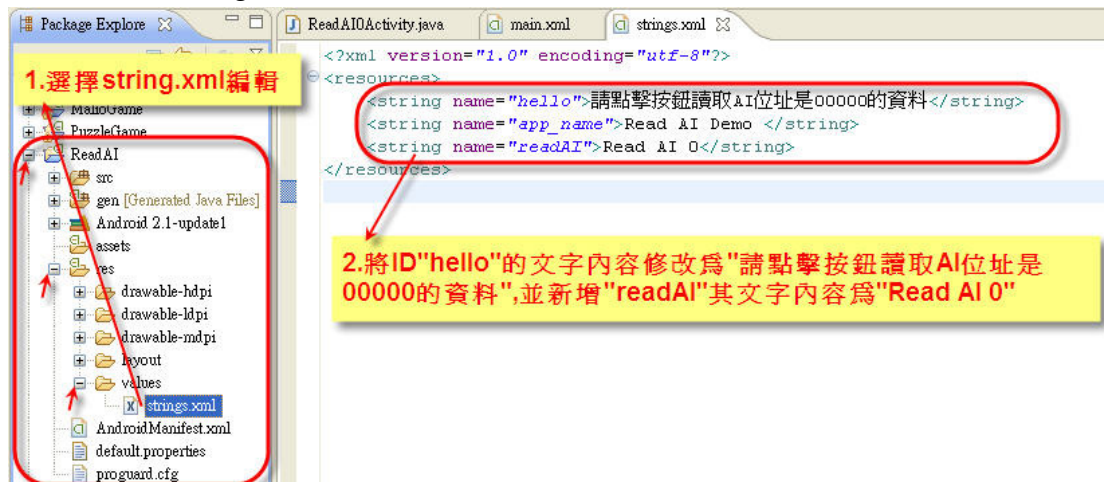 Package Explore
ReadAI0Activity.java
main.xml
strings.xml
1.選擇string.xml編輯
MarioGame
PuzzleGame
ReadAI
src
gen [Generated Java Files]
Android 2.1-update1
assets
res
drawable-hdpi
drawable-ldpi
drawable-mdpi
layout
values
strings.xml
AndroidManifest.xml
default.properties
proguard.cfg
<?xml version="1.0" encoding="utf-8"?>
<resources>
<string name="hello">請點擊按鈕讀取AI位址是00000的資料</string>
<string name="app_name">Read AI Demo </string>
<string name="readAI">Read AI 0</string>
</resources>
2.將ID"hello"的文字內容修改爲"請點擊按鈕讀取AI位址是
00000的資料",並新增"readAI"其文字內容爲"Read AI 0"